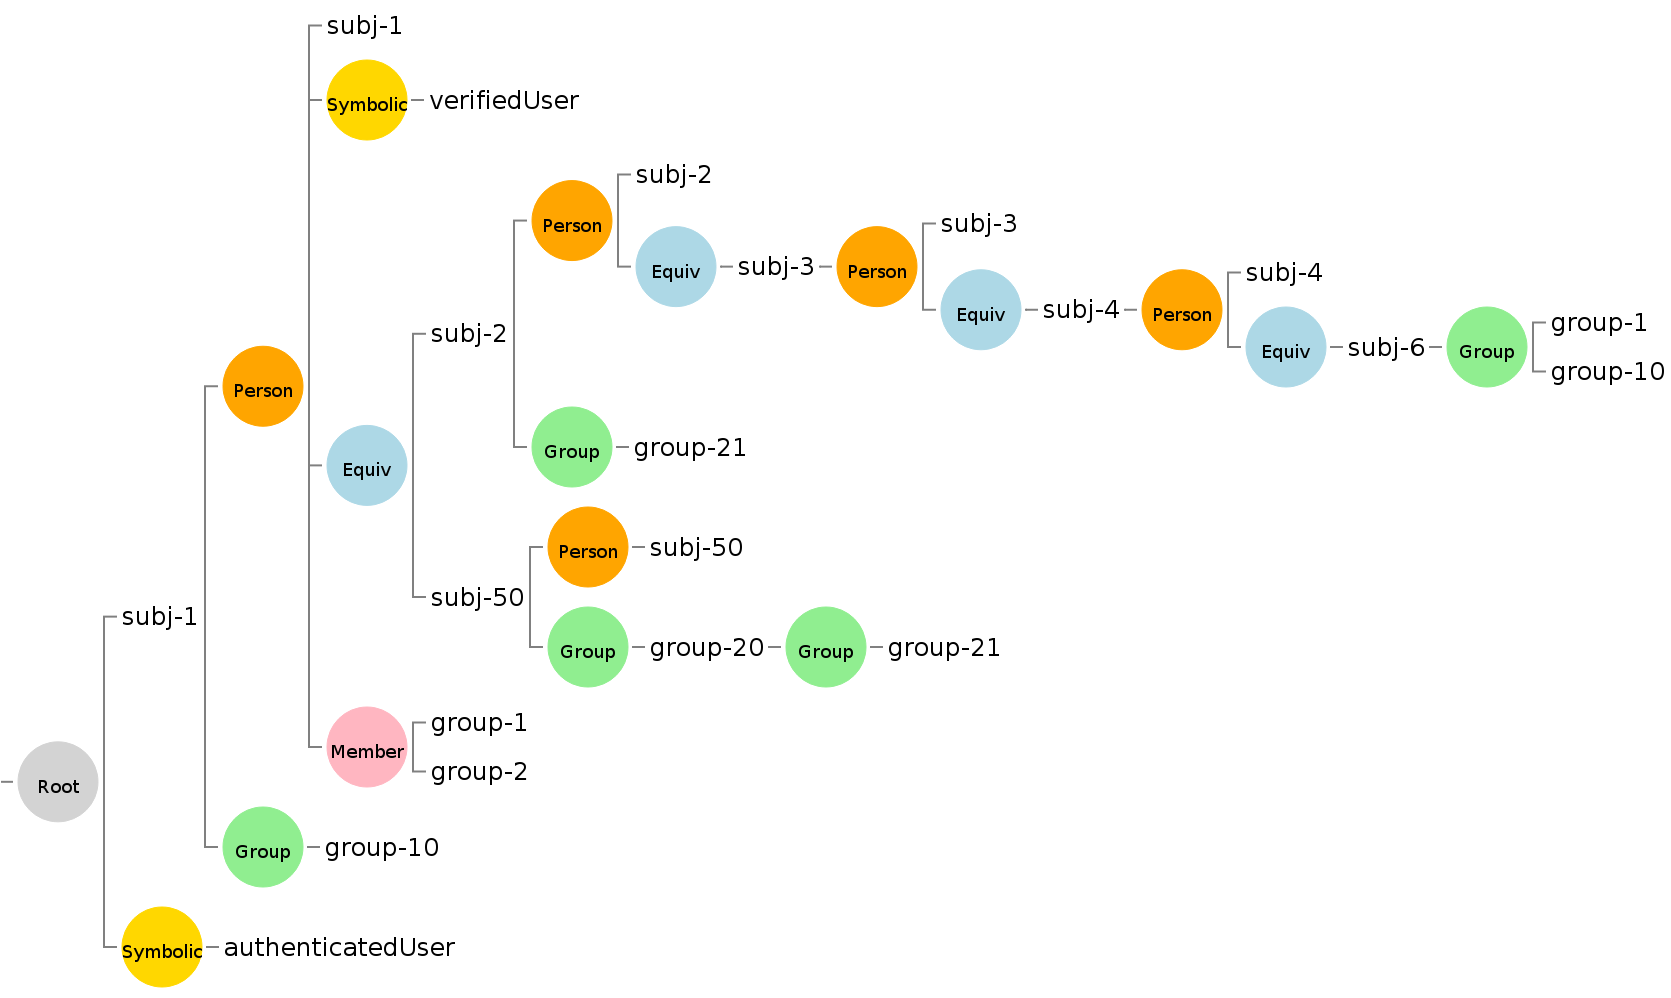 subj-1
Symbolic
verifiedUser
subj-2
Person
subj-3
Equiv
subj-3
Person
subj-4
Equiv
subj-4
Person
group-1
subj-2
Equiv
subj-6
Group
group-10
Person
Group
group-21
Equiv
Person
subj-50
subj-50
subj-1
Group
group-20
Group
group-21
group-1
Member
group-2
Root
Group
group-10
Symbolic
authenticatedUser